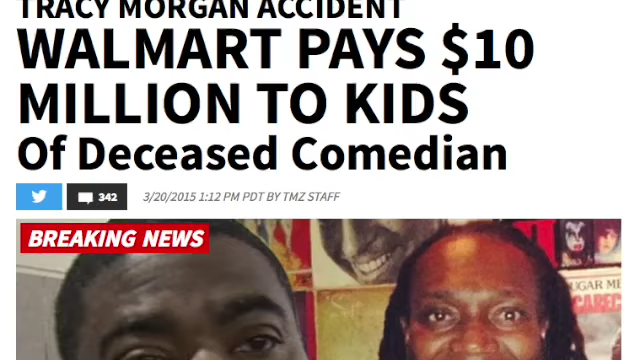 TRACY MORGAN ACCIDENT
WALMART PAYS $10
MILLION TO KIDS
Of Deceased Comedian
342
3/20/2015 1:12 PM PDT BY TMZ STAFF
BREAKING NEWS